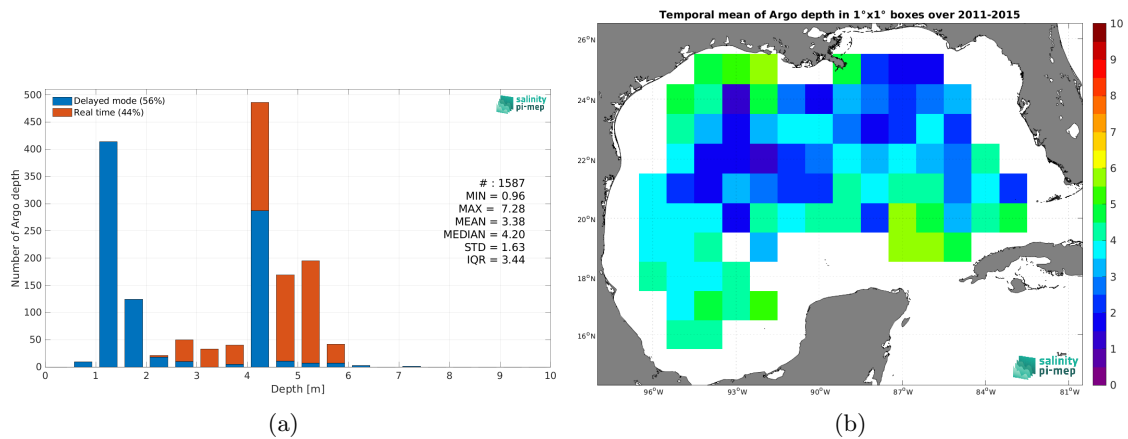 Temporal mean of Argo depth in 1°x1° boxes over 2011-2015
Number of Argo depth
500
450
400
350
300
250
200
150
100
50
0
Delayed mode (56%)
Real time (44%)
salinity
pi-mep
# : 1587
MIN = 0.96
MAX = 7.28
MEAN = 3.38
MEDIAN = 4.20
STD = 1.63
IQR = 3.44
0 1 2 3 4 5 6 7 8 9 10
Depth [m]
(a)
26°N
24°N
22°N
20°N
18°N
16°N
96°W 93°W 90°W 87°W 84°W 81°W
salinity
pi-mep
10
9
8
7
6
5
4
3
2
1
0
(b)